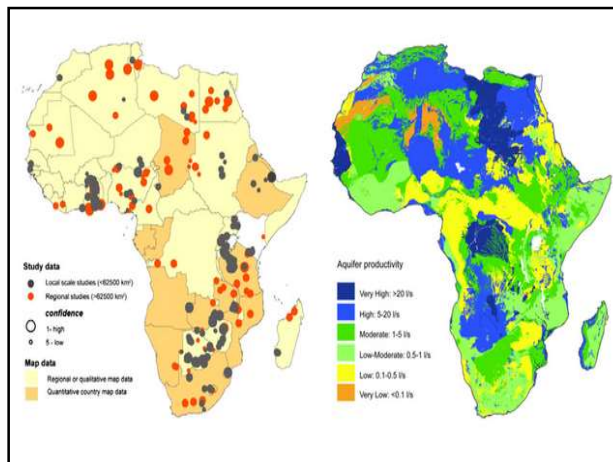 Study data
Local scale studies (<62500 km²)
Regional studies (>62500 km²)
confidence
1- high
5 - low
Map data
Regional or qualitative map data
Quantitative country map data
Aquifer productivity
Very High: >20 l/s
High: 5-20 l/s
Moderate: 1-5 l/s
Low-Moderate: 0.5-1 l/s
Low: 0.1-0.5 l/s
Very Low: <0.1 l/s